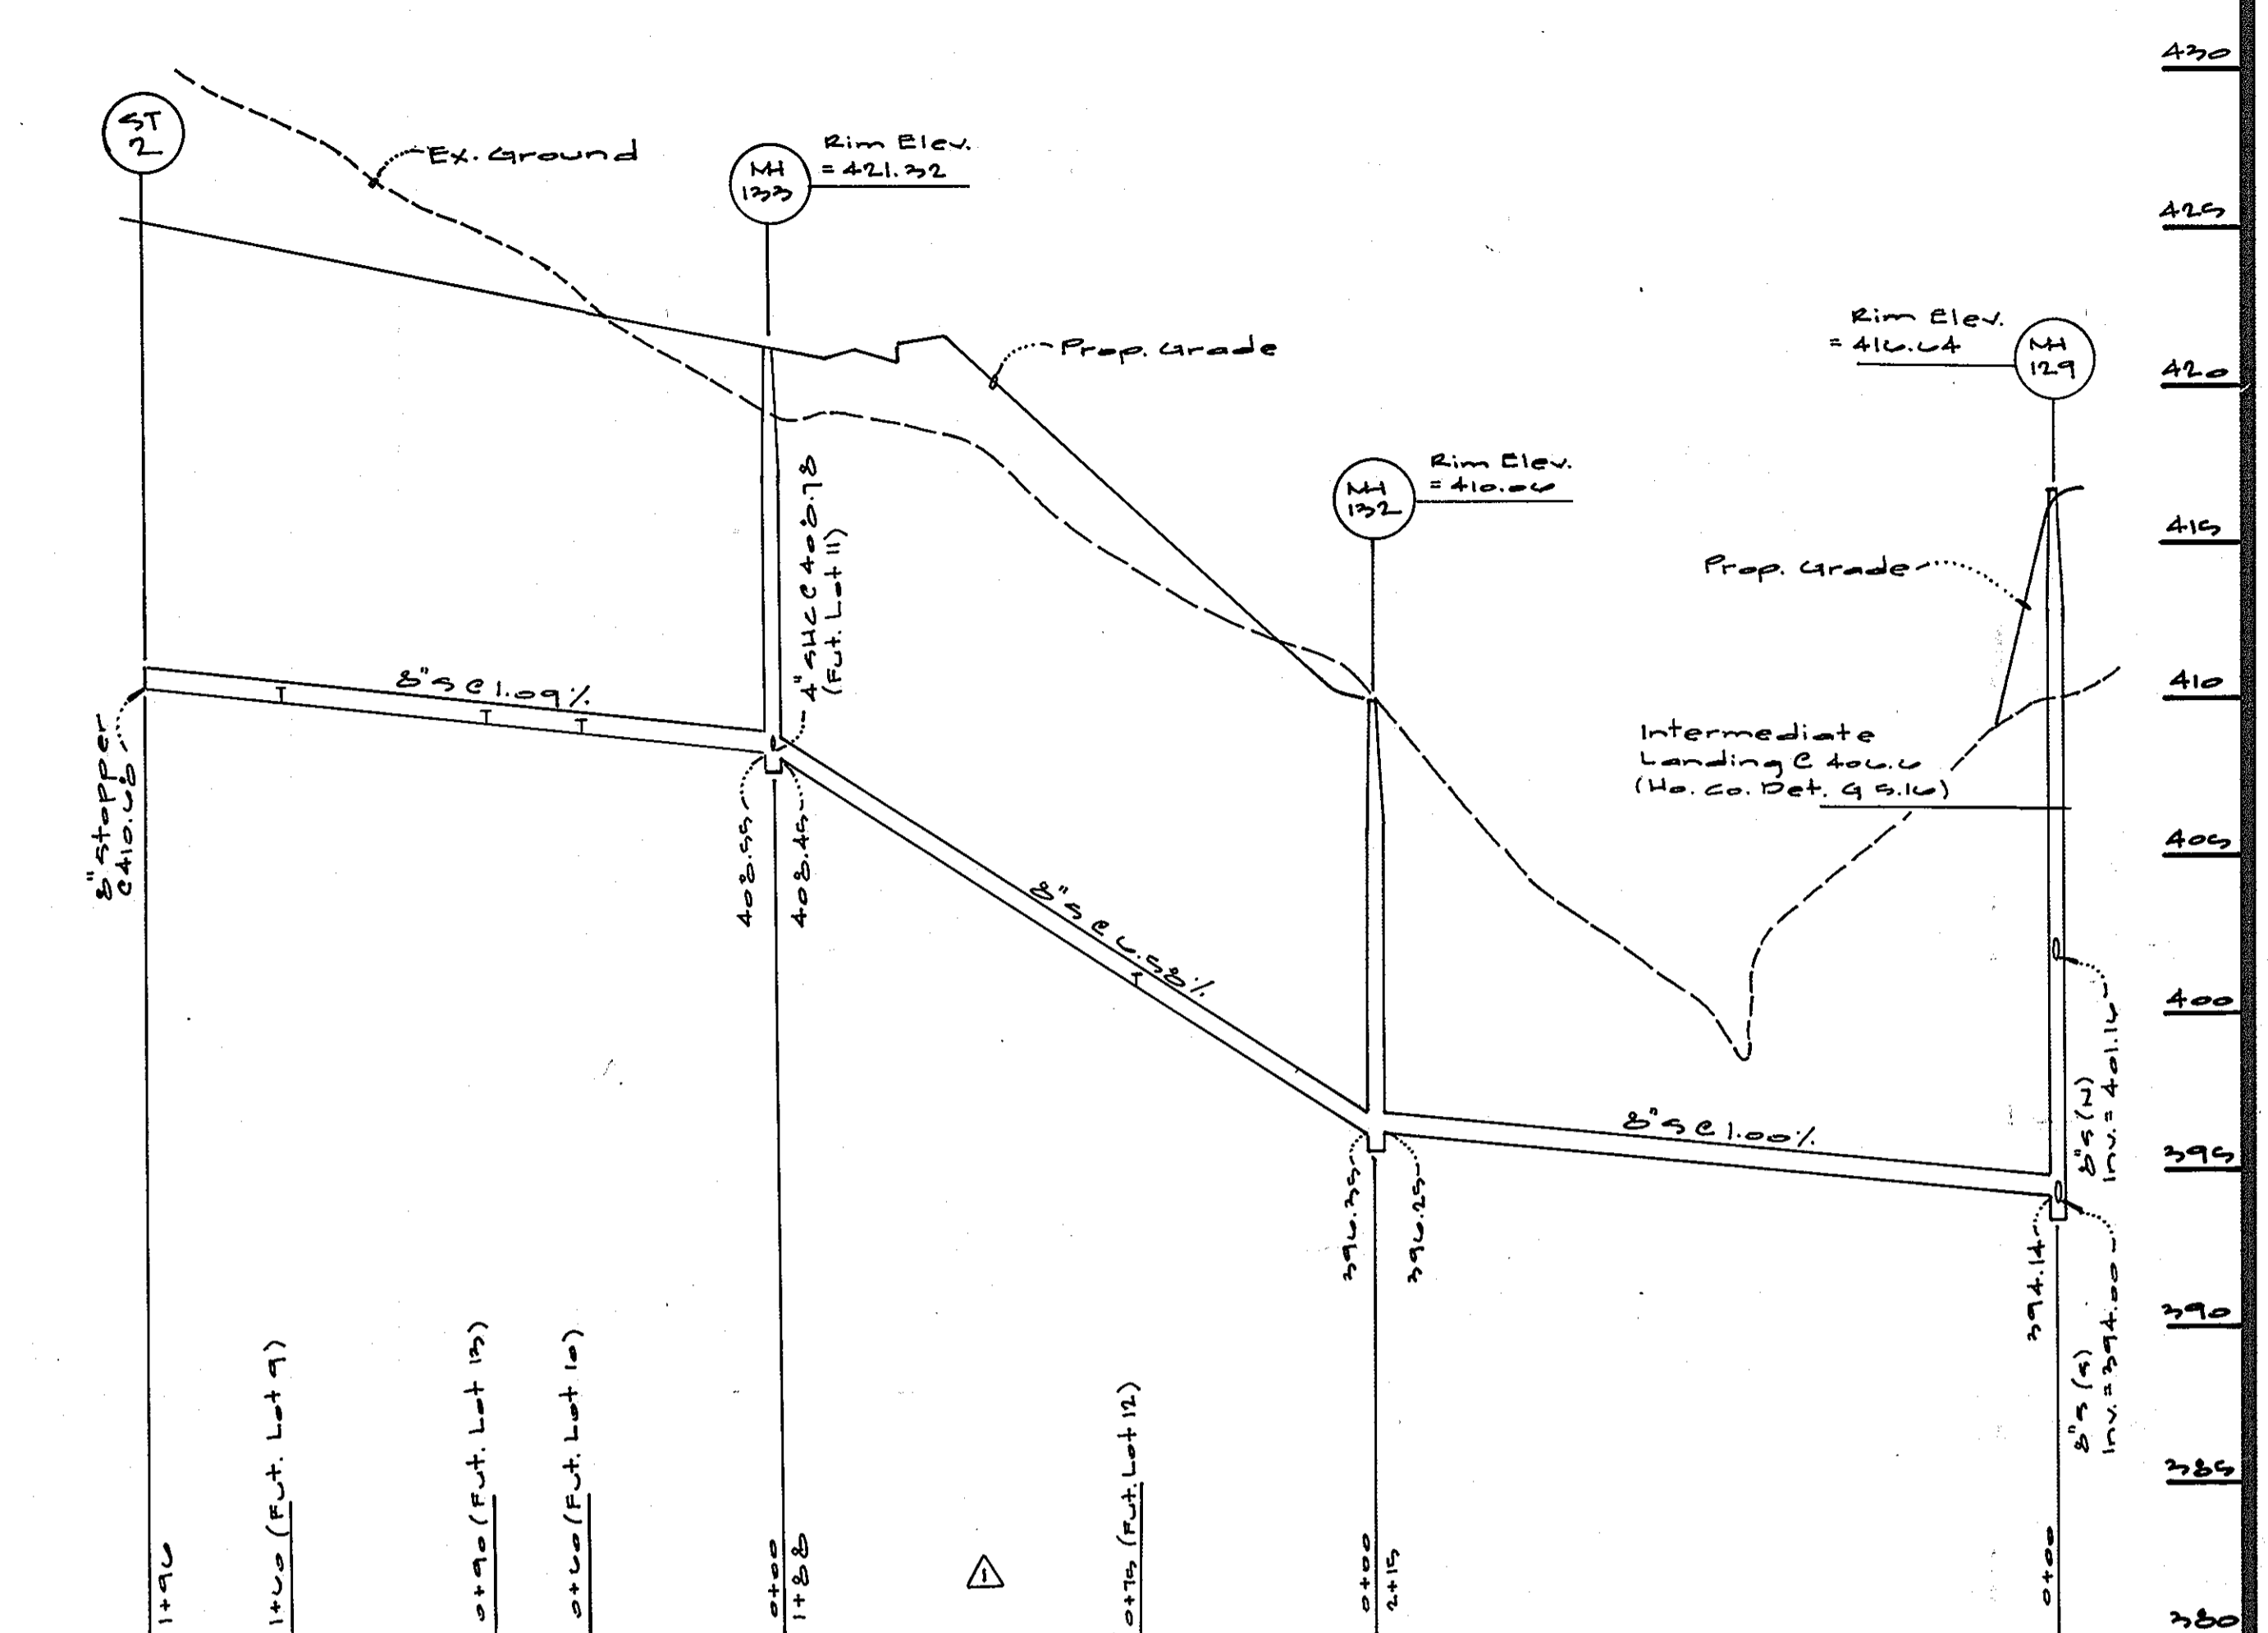 430
425
420
415
410
405
400
395
390
385
380
ST
2
Ex. Ground
MH
133
Rim Elev.
= 421.32
Prop. Grade
MH
132
Rim Elev.
= 410.06
MH
129
Rim Elev.
= 416.64
Prop. Grade
Intermediate
Landing @ 406.6
(Ho. Co. Det. G 5.16)
8" Stopper
@ 410.68
8" S @ 1.09%
4" SHC @ 408.78
(Fut. Lot 11)
408.55
408.45
8" S @ 6.58%
396.35
396.25
8" S @ 1.00%
394.14
8" S (N)
Inv. = 401.16
8" S (S)
Inv. = 394.00
1+96
1+60 (Fut. Lot 9)
0+90 (Fut. Lot 13)
0+60 (Fut. Lot 10)
0+00
1+88
1
0+75 (Fut. Lot 12)
0+00
2+15
0+00